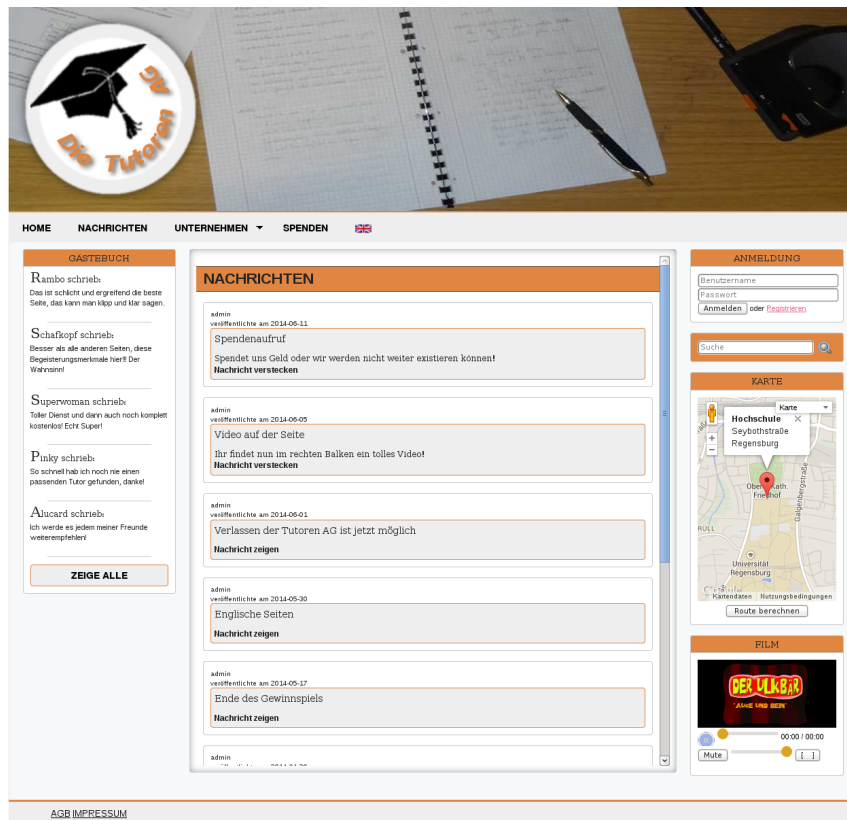 Die Tutoren AG
HOME NACHRICHTEN UNTERNEHMEN SPENDEN
GÄSTEBUCH
Rambo schrieb:
Das ist schlicht und ergreifend die beste
Seite, das kann man klipp und klar sagen.
Schafkopf schrieb:
Besser als alle anderen Seiten, diese
Begeisterungsmerkmale hier!! Der
Wahnsinn!
Superwoman schrieb:
Toller Dienst und dann auch noch komplett
kostenlos! Echt Super!
Pinky schrieb:
So schnell hab ich noch nie einen
passenden Tutor gefunden, danke!
Alucard schrieb:
Ich werde es jedem meiner Freunde
weiterempfehlen!
ZEIGE ALLE
NACHRICHTEN
admin
veröffentlichte am 2014-06-11
Spendenaufruf
Spendet uns Geld oder wir werden nicht weiter existieren können!
Nachricht verstecken
admin
veröffentlichte am 2014-06-05
Video auf der Seite
Ihr findet nun im rechten Balken ein tolles Video!
Nachricht verstecken
admin
veröffentlichte am 2014-06-01
Verlassen der Tutoren AG ist jetzt möglich
Nachricht zeigen
admin
veröffentlichte am 2014-05-30
Englische Seiten
Nachricht zeigen
admin
veröffentlichte am 2014-05-17
Ende des Gewinnspiels
Nachricht zeigen
admin
ANMELDUNG
Benutzername
Passwort
Anmelden oder Registrieren
Suche
KARTE
Karte
Hochschule
Seybothstraße
Regensburg
Galgenbergstraße
Universität
Regensburg
Kartendaten Nutzungsbedingungen
Route berechnen
FILM
DER ULKBÄR
"AUGE UND BEIN"
00:00 / 00:00
Mute [ ]
AGB IMPRESSUM